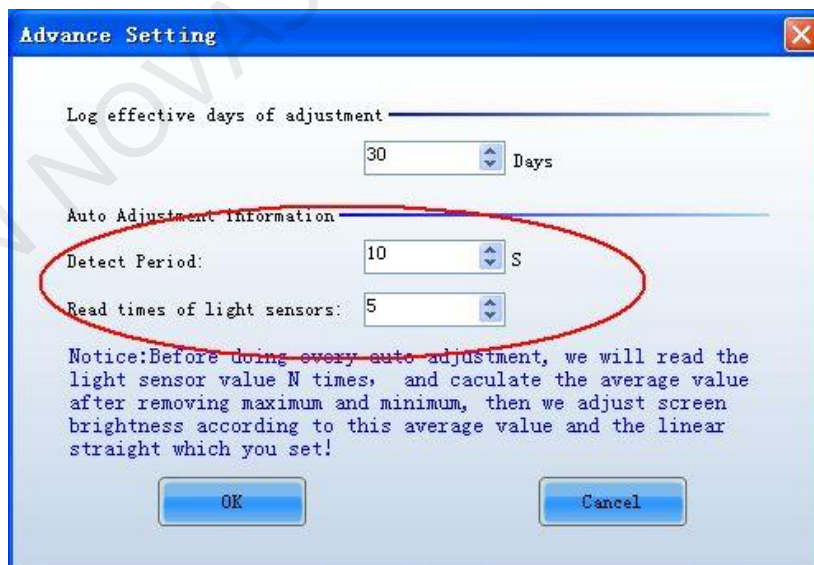 Advance Setting
Log effective days of adjustment
30 Days
Auto Adjustment Information
Detect Period: 10 S
Read times of light sensors: 5
Notice:Before doing every auto adjustment, we will read the
light sensor value N times, and caculate the average value
after removing maximum and minimum, then we adjust screen
brightness according to this average value and the linear
straight which you set!
OK Cancel